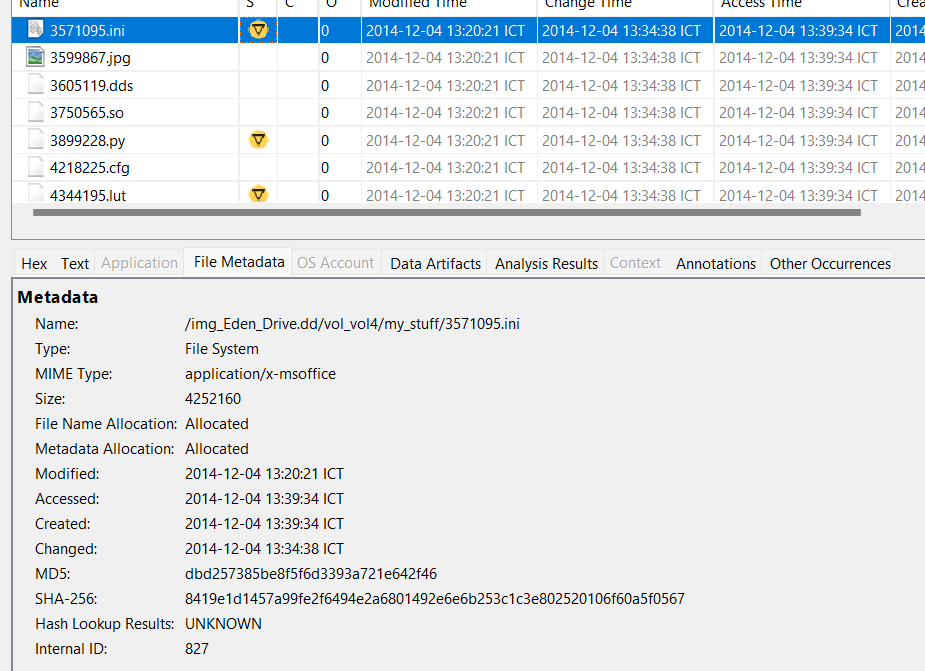 Name S C O Modified Time Change Time Access Time Crea
3571095.ini 0 2014-12-04 13:20:21 ICT 2014-12-04 13:34:38 ICT 2014-12-04 13:39:34 ICT 2014
3599867.jpg 0 2014-12-04 13:20:21 ICT 2014-12-04 13:34:38 ICT 2014-12-04 13:39:34 ICT 2014
3605119.dds 0 2014-12-04 13:20:21 ICT 2014-12-04 13:34:38 ICT 2014-12-04 13:39:34 ICT 2014
3750565.so 0 2014-12-04 13:20:21 ICT 2014-12-04 13:34:38 ICT 2014-12-04 13:39:34 ICT 2014
3899228.py 0 2014-12-04 13:20:21 ICT 2014-12-04 13:34:38 ICT 2014-12-04 13:39:34 ICT 2014
4218225.cfg 0 2014-12-04 13:20:21 ICT 2014-12-04 13:34:38 ICT 2014-12-04 13:39:34 ICT 2014
4344195.lut 0 2014-12-04 13:20:21 ICT 2014-12-04 13:34:38 ICT 2014-12-04 13:39:34 ICT 2014
Hex Text Application File Metadata OS Account Data Artifacts Analysis Results Context Annotations Other Occurrences
Metadata
Name: /img_Eden_Drive.dd/vol_vol4/my_stuff/3571095.ini
Type: File System
MIME Type: application/x-msoffice
Size: 4252160
File Name Allocation: Allocated
Metadata Allocation: Allocated
Modified: 2014-12-04 13:20:21 ICT
Accessed: 2014-12-04 13:39:34 ICT
Created: 2014-12-04 13:39:34 ICT
Changed: 2014-12-04 13:34:38 ICT
MD5: dbd257385be8f5f6d3393a721e642f46
SHA-256: 8419e1d1457a99fe2f6494e2a6801492e6e6b253c1c3e802520106f60a5f0567
Hash Lookup Results: UNKNOWN
Internal ID: 827